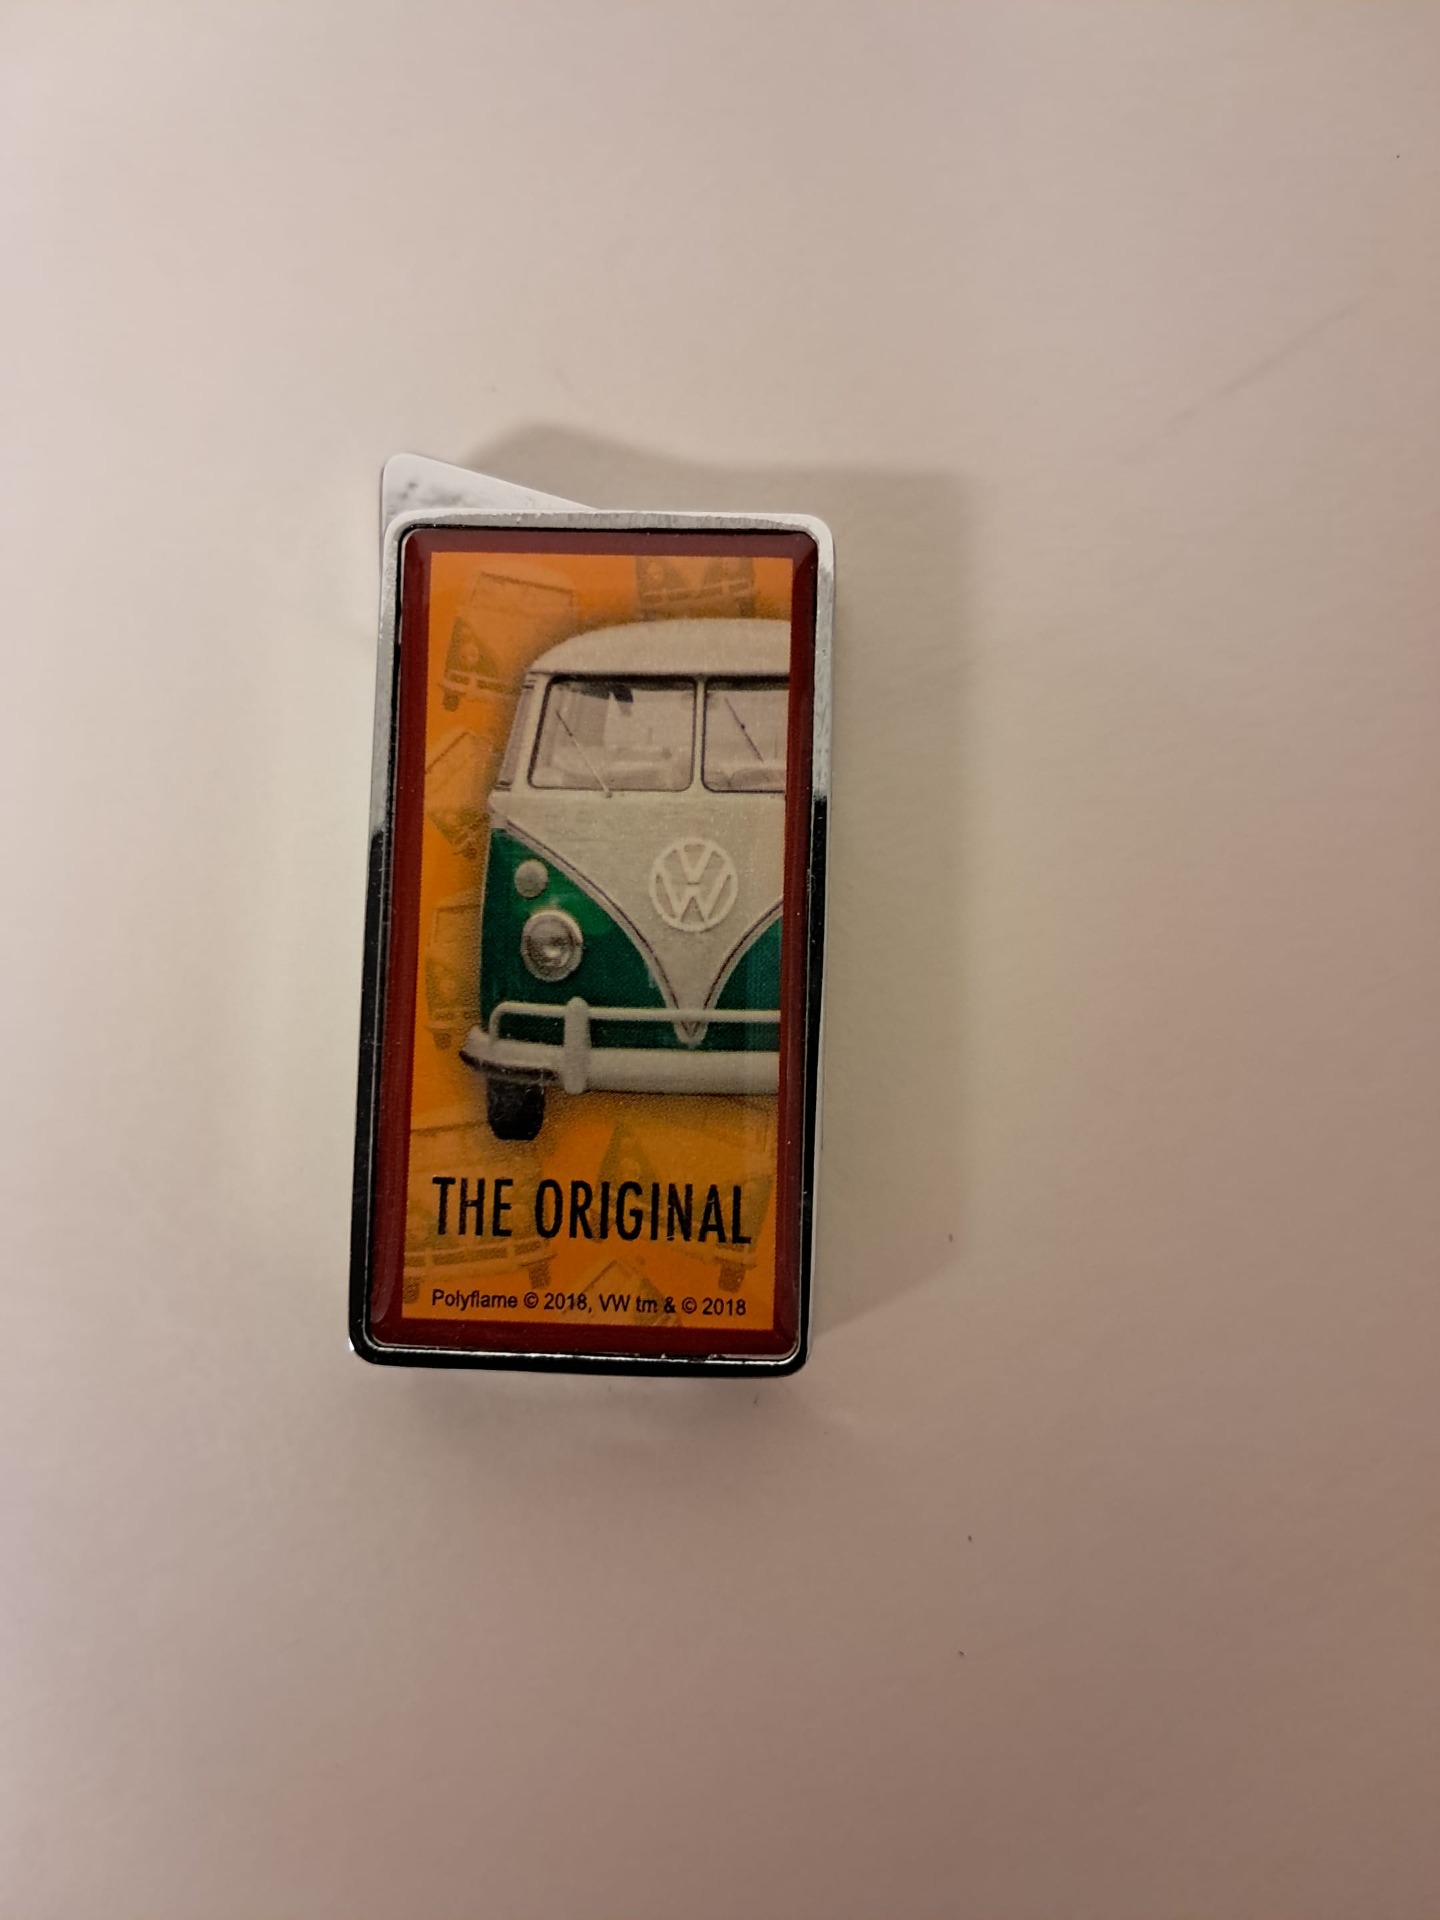 VW
THE ORIGINAL
Polyflame © 2018, VW tm & © 2018